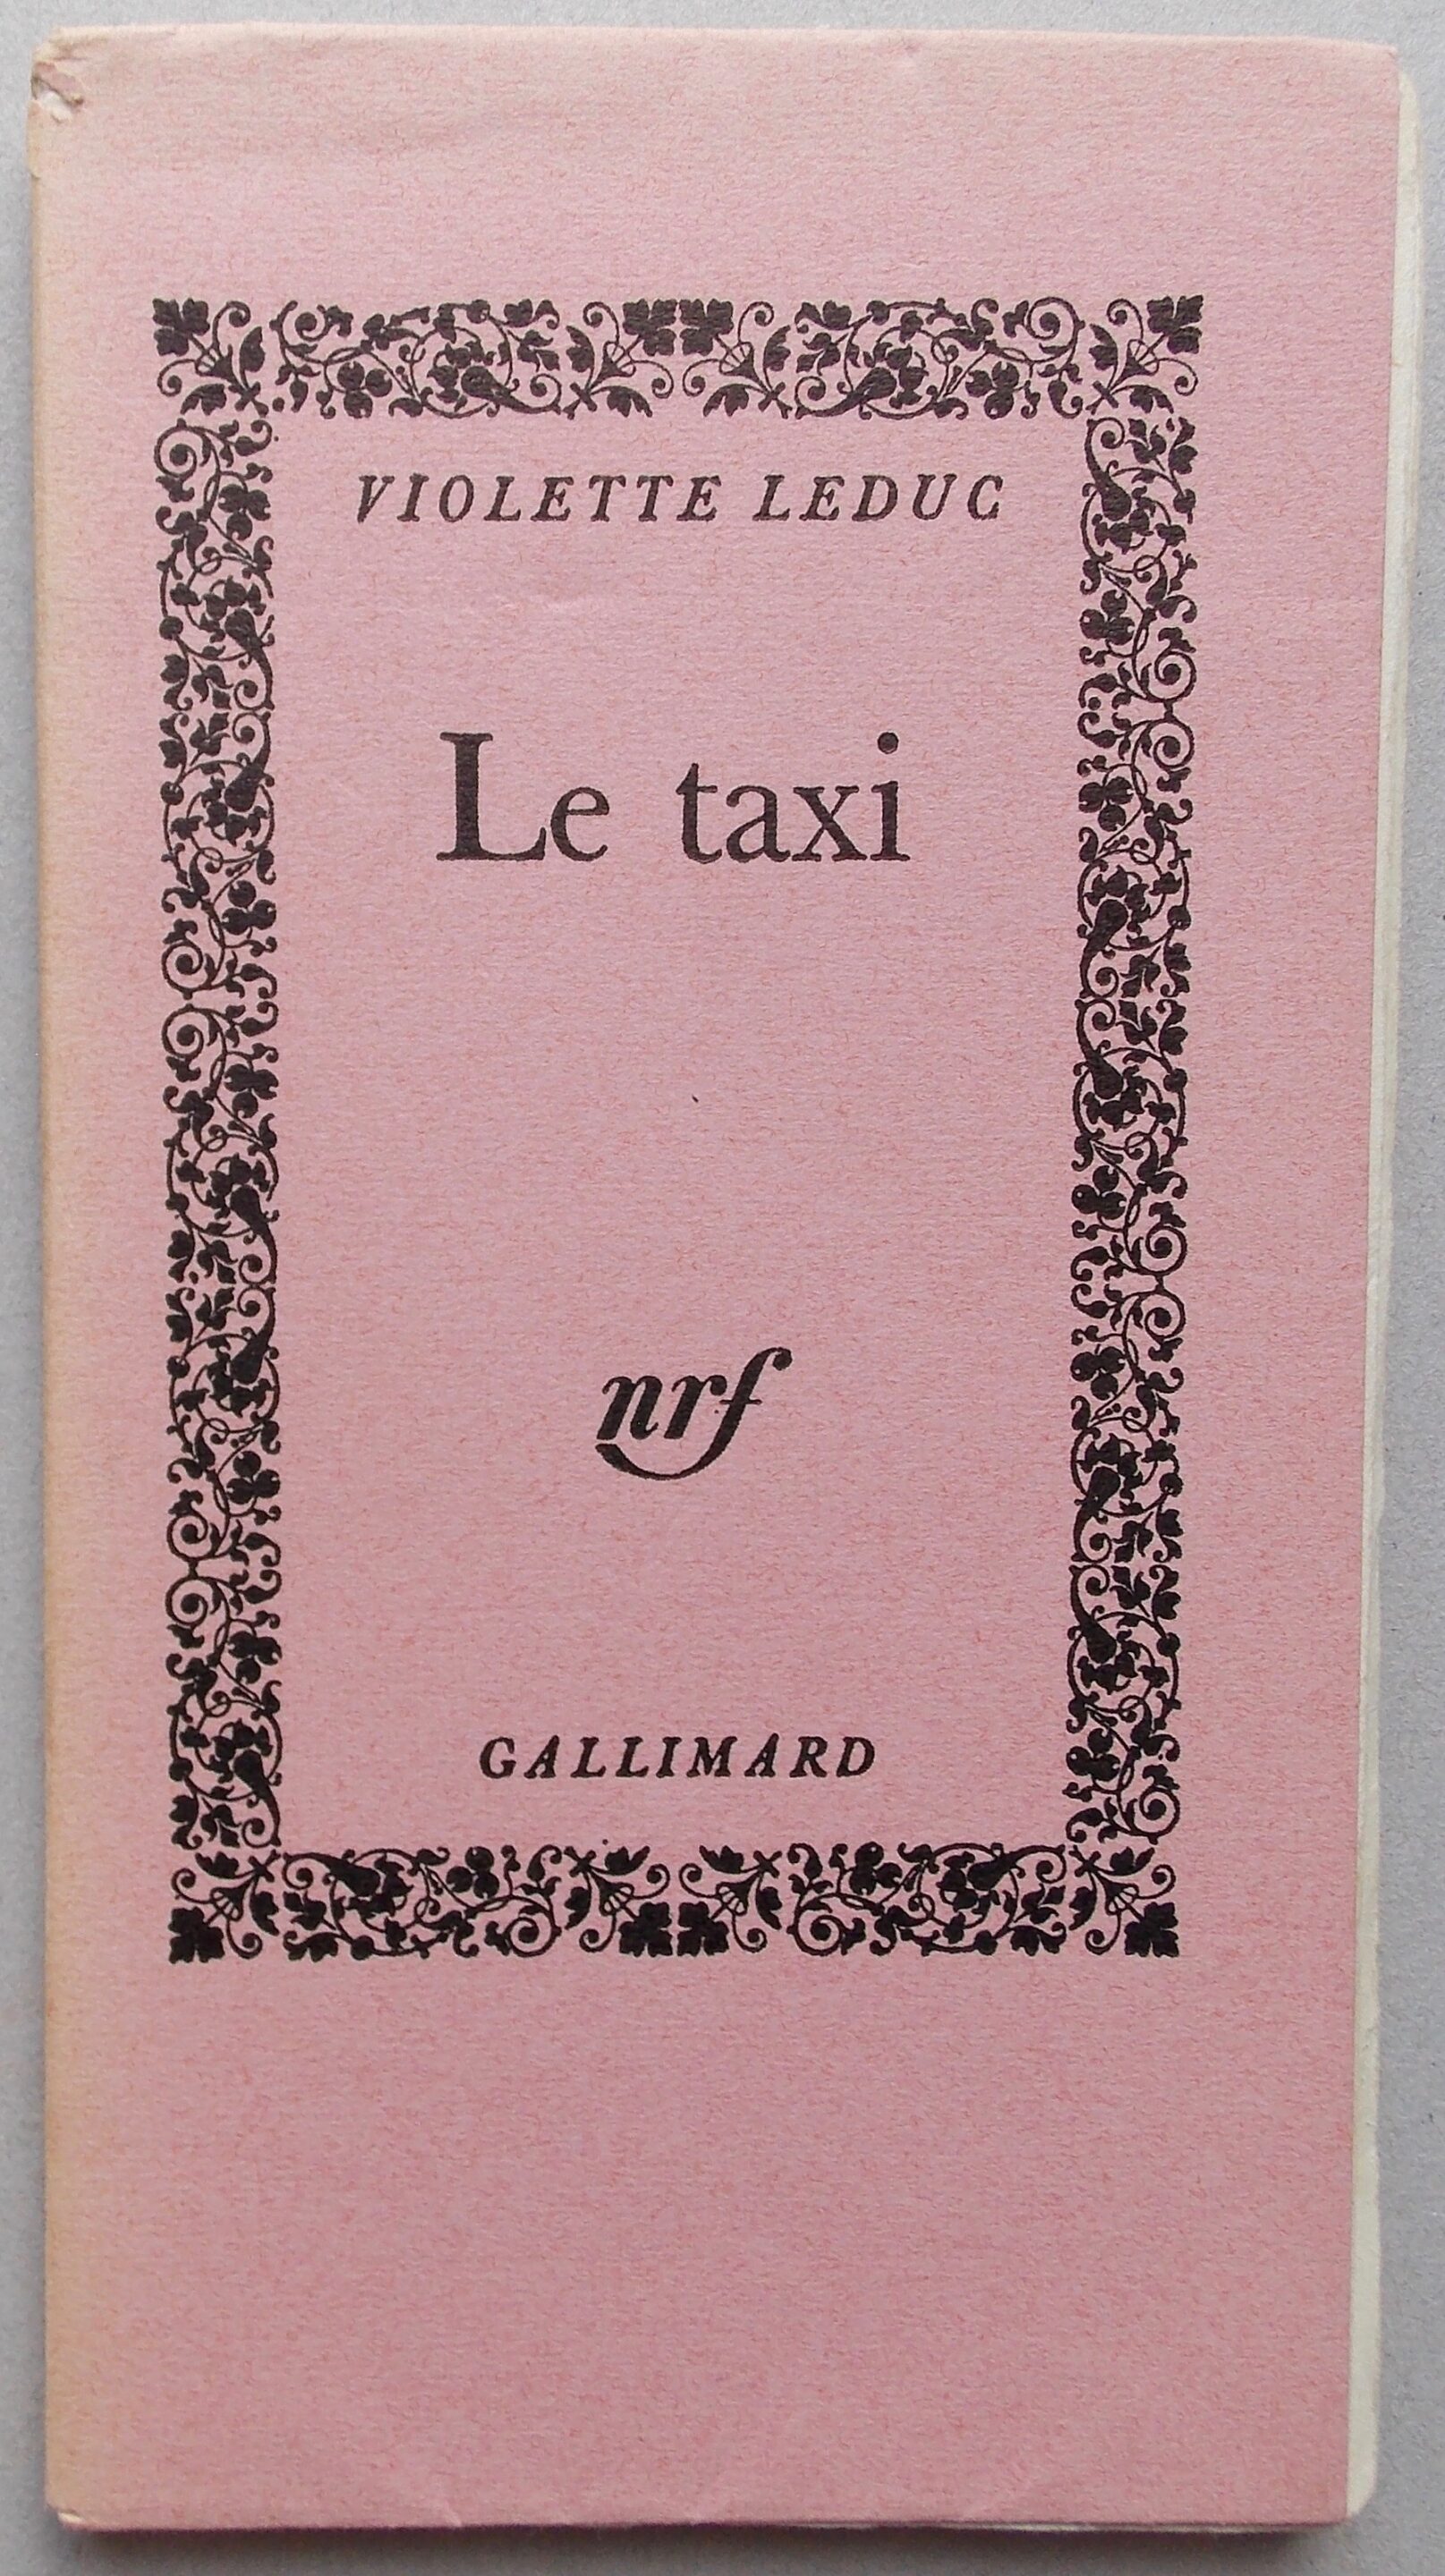 VIOLETTE LEDUC
Le taxi
nrf
GALLIMARD